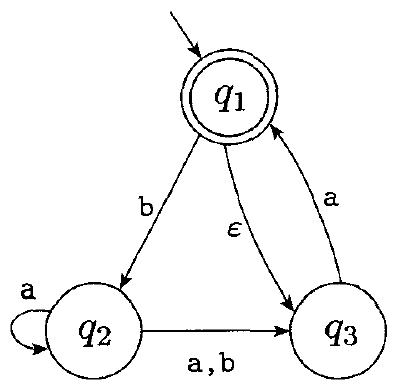 q₁
b
ε
a
a
q₂
q₃
a,b